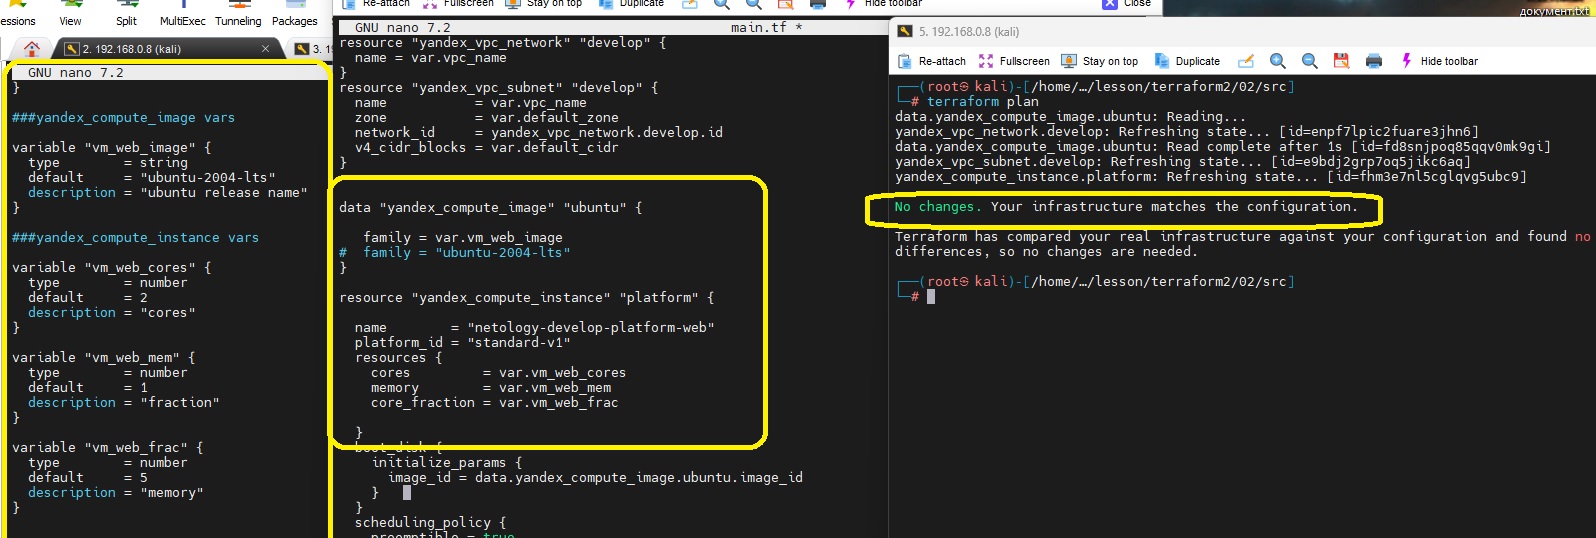 essions
View
Split
MultiExec
Tunneling
Packages
2. 192.168.0.8 (kali)
GNU nano 7.2
}
###yandex_compute_image vars
variable "vm_web_image" {
  type        = string
  default     = "ubuntu-2004-lts"
  description = "ubuntu release name"
}
###yandex_compute_instance vars
variable "vm_web_cores" {
  type        = number
  default     = 2
  description = "cores"
}
variable "vm_web_mem" {
  type        = number
  default     = 1
  description = "fraction"
}
variable "vm_web_frac" {
  type        = number
  default     = 5
  description = "memory"
}
Re-attach
Fullscreen
Stay on top
Duplicate
Hide toolbar
Close
GNU nano 7.2 main.tf *
resource "yandex_vpc_network" "develop" {
  name = var.vpc_name
}
resource "yandex_vpc_subnet" "develop" {
  name           = var.vpc_name
  zone           = var.default_zone
  network_id     = yandex_vpc_network.develop.id
  v4_cidr_blocks = var.default_cidr
}
data "yandex_compute_image" "ubuntu" {
   family = var.vm_web_image
#  family = "ubuntu-2004-lts"
}
resource "yandex_compute_instance" "platform" {
  name        = "netology-develop-platform-web"
  platform_id = "standard-v1"
  resources {
    cores         = var.vm_web_cores
    memory        = var.vm_web_mem
    core_fraction = var.vm_web_frac
  }
  boot_disk {
    initialize_params {
      image_id = data.yandex_compute_image.ubuntu.image_id
    }
  }
  scheduling_policy {
    preemptible = true
документ.txt
5. 192.168.0.8 (kali)
Re-attach
Fullscreen
Stay on top
Duplicate
Hide toolbar
(root㉿kali)-[/home/…/lesson/terraform2/02/src]
# terraform plan
data.yandex_compute_image.ubuntu: Reading...
yandex_vpc_network.develop: Refreshing state... [id=enpf7lpic2fuare3jhn6]
data.yandex_compute_image.ubuntu: Read complete after 1s [id=fd8snjpoq85qqv0mk9gi]
yandex_vpc_subnet.develop: Refreshing state... [id=e9bdj2grp7oq5jikc6aq]
yandex_compute_instance.platform: Refreshing state... [id=fhm3e7nl5cglqvg5ubc9]
No changes. Your infrastructure matches the configuration.
Terraform has compared your real infrastructure against your configuration and found no
differences, so no changes are needed.
(root㉿kali)-[/home/…/lesson/terraform2/02/src]
#